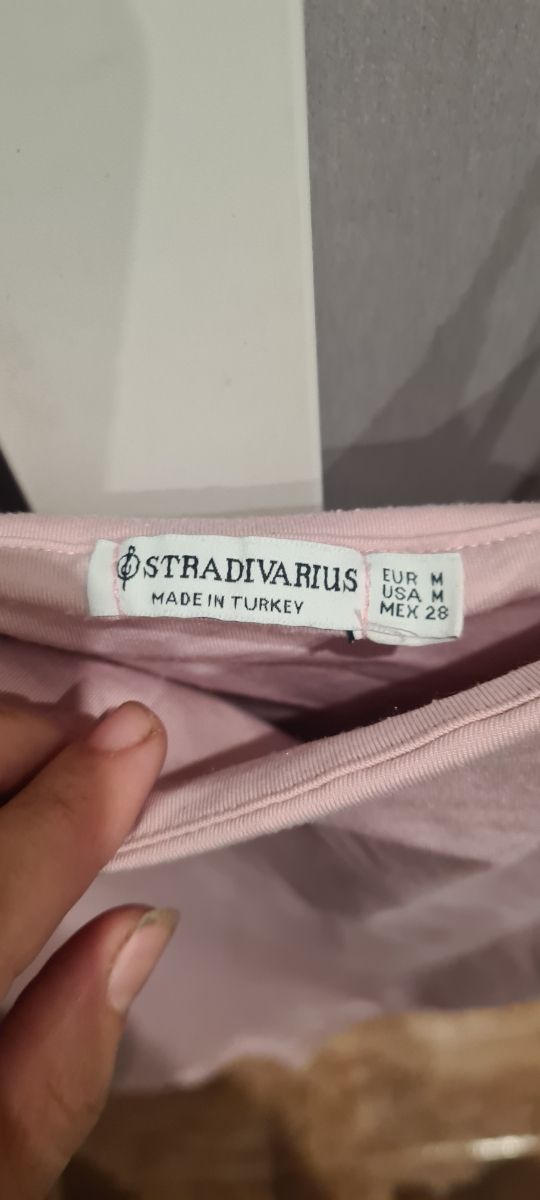 STRADIVARIUS
MADE IN TURKEY
EUR M
USA M
MEX 28